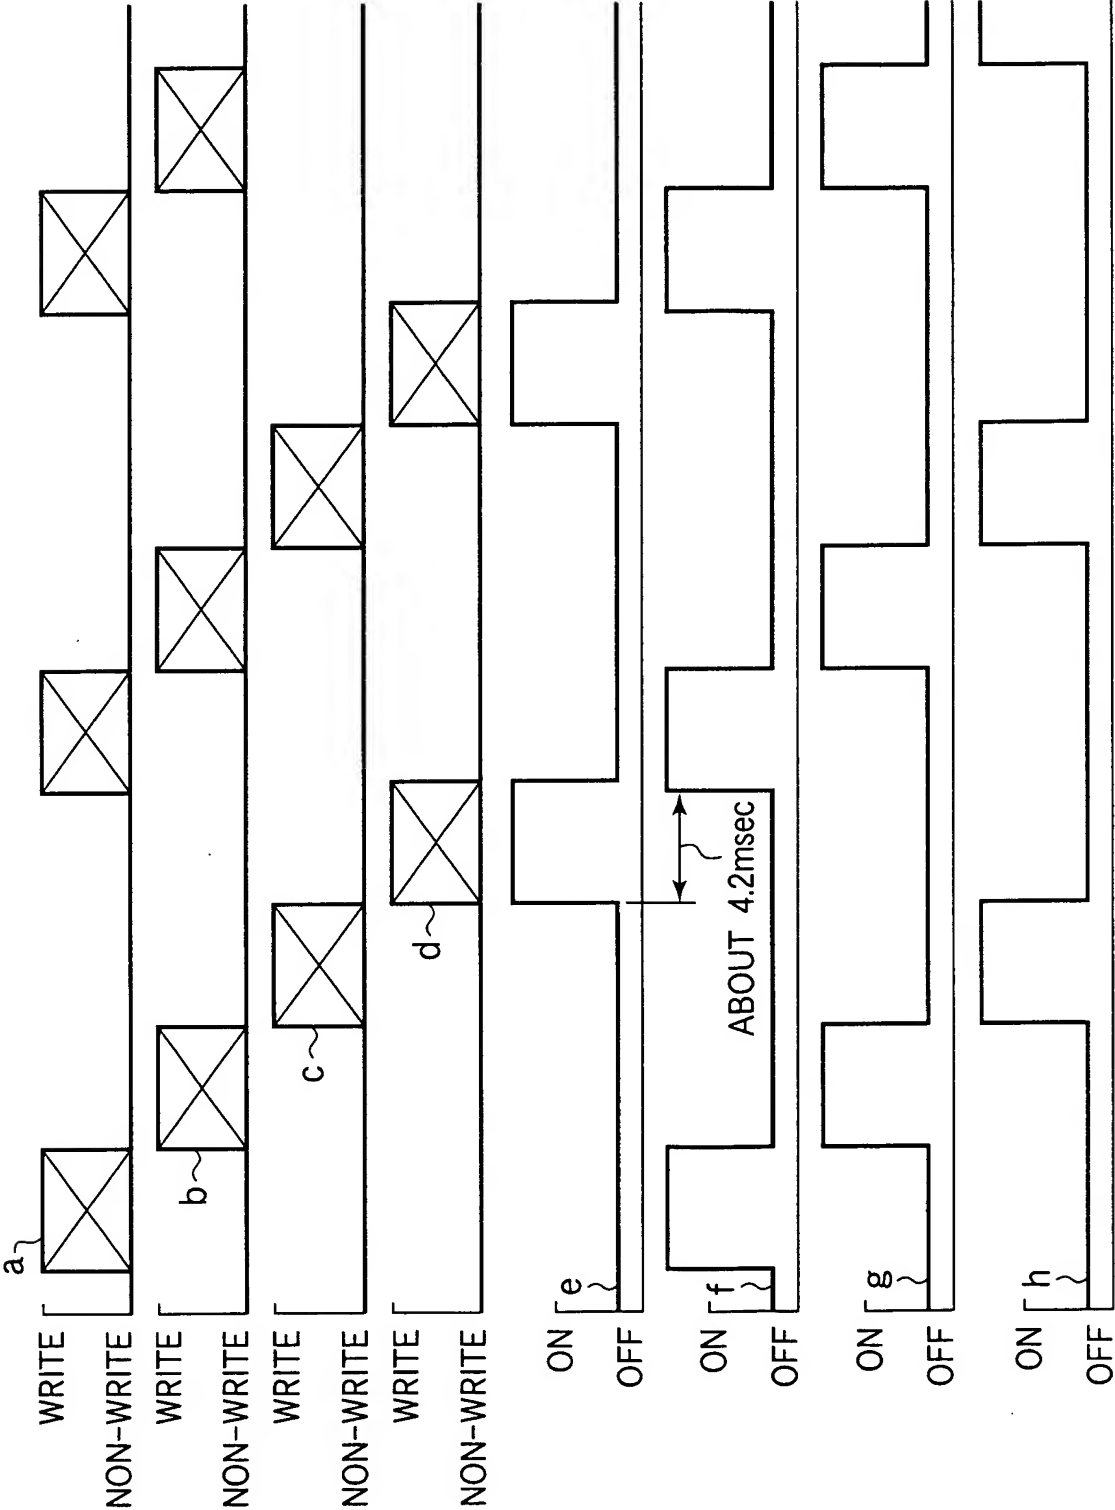 WRITE
NON-WRITE
a
WRITE
NON-WRITE
b
WRITE
NON-WRITE
c
WRITE
NON-WRITE
d
ON
OFF
e
ON
OFF
f
ABOUT 4.2msec
ON
OFF
g
ON
OFF
h